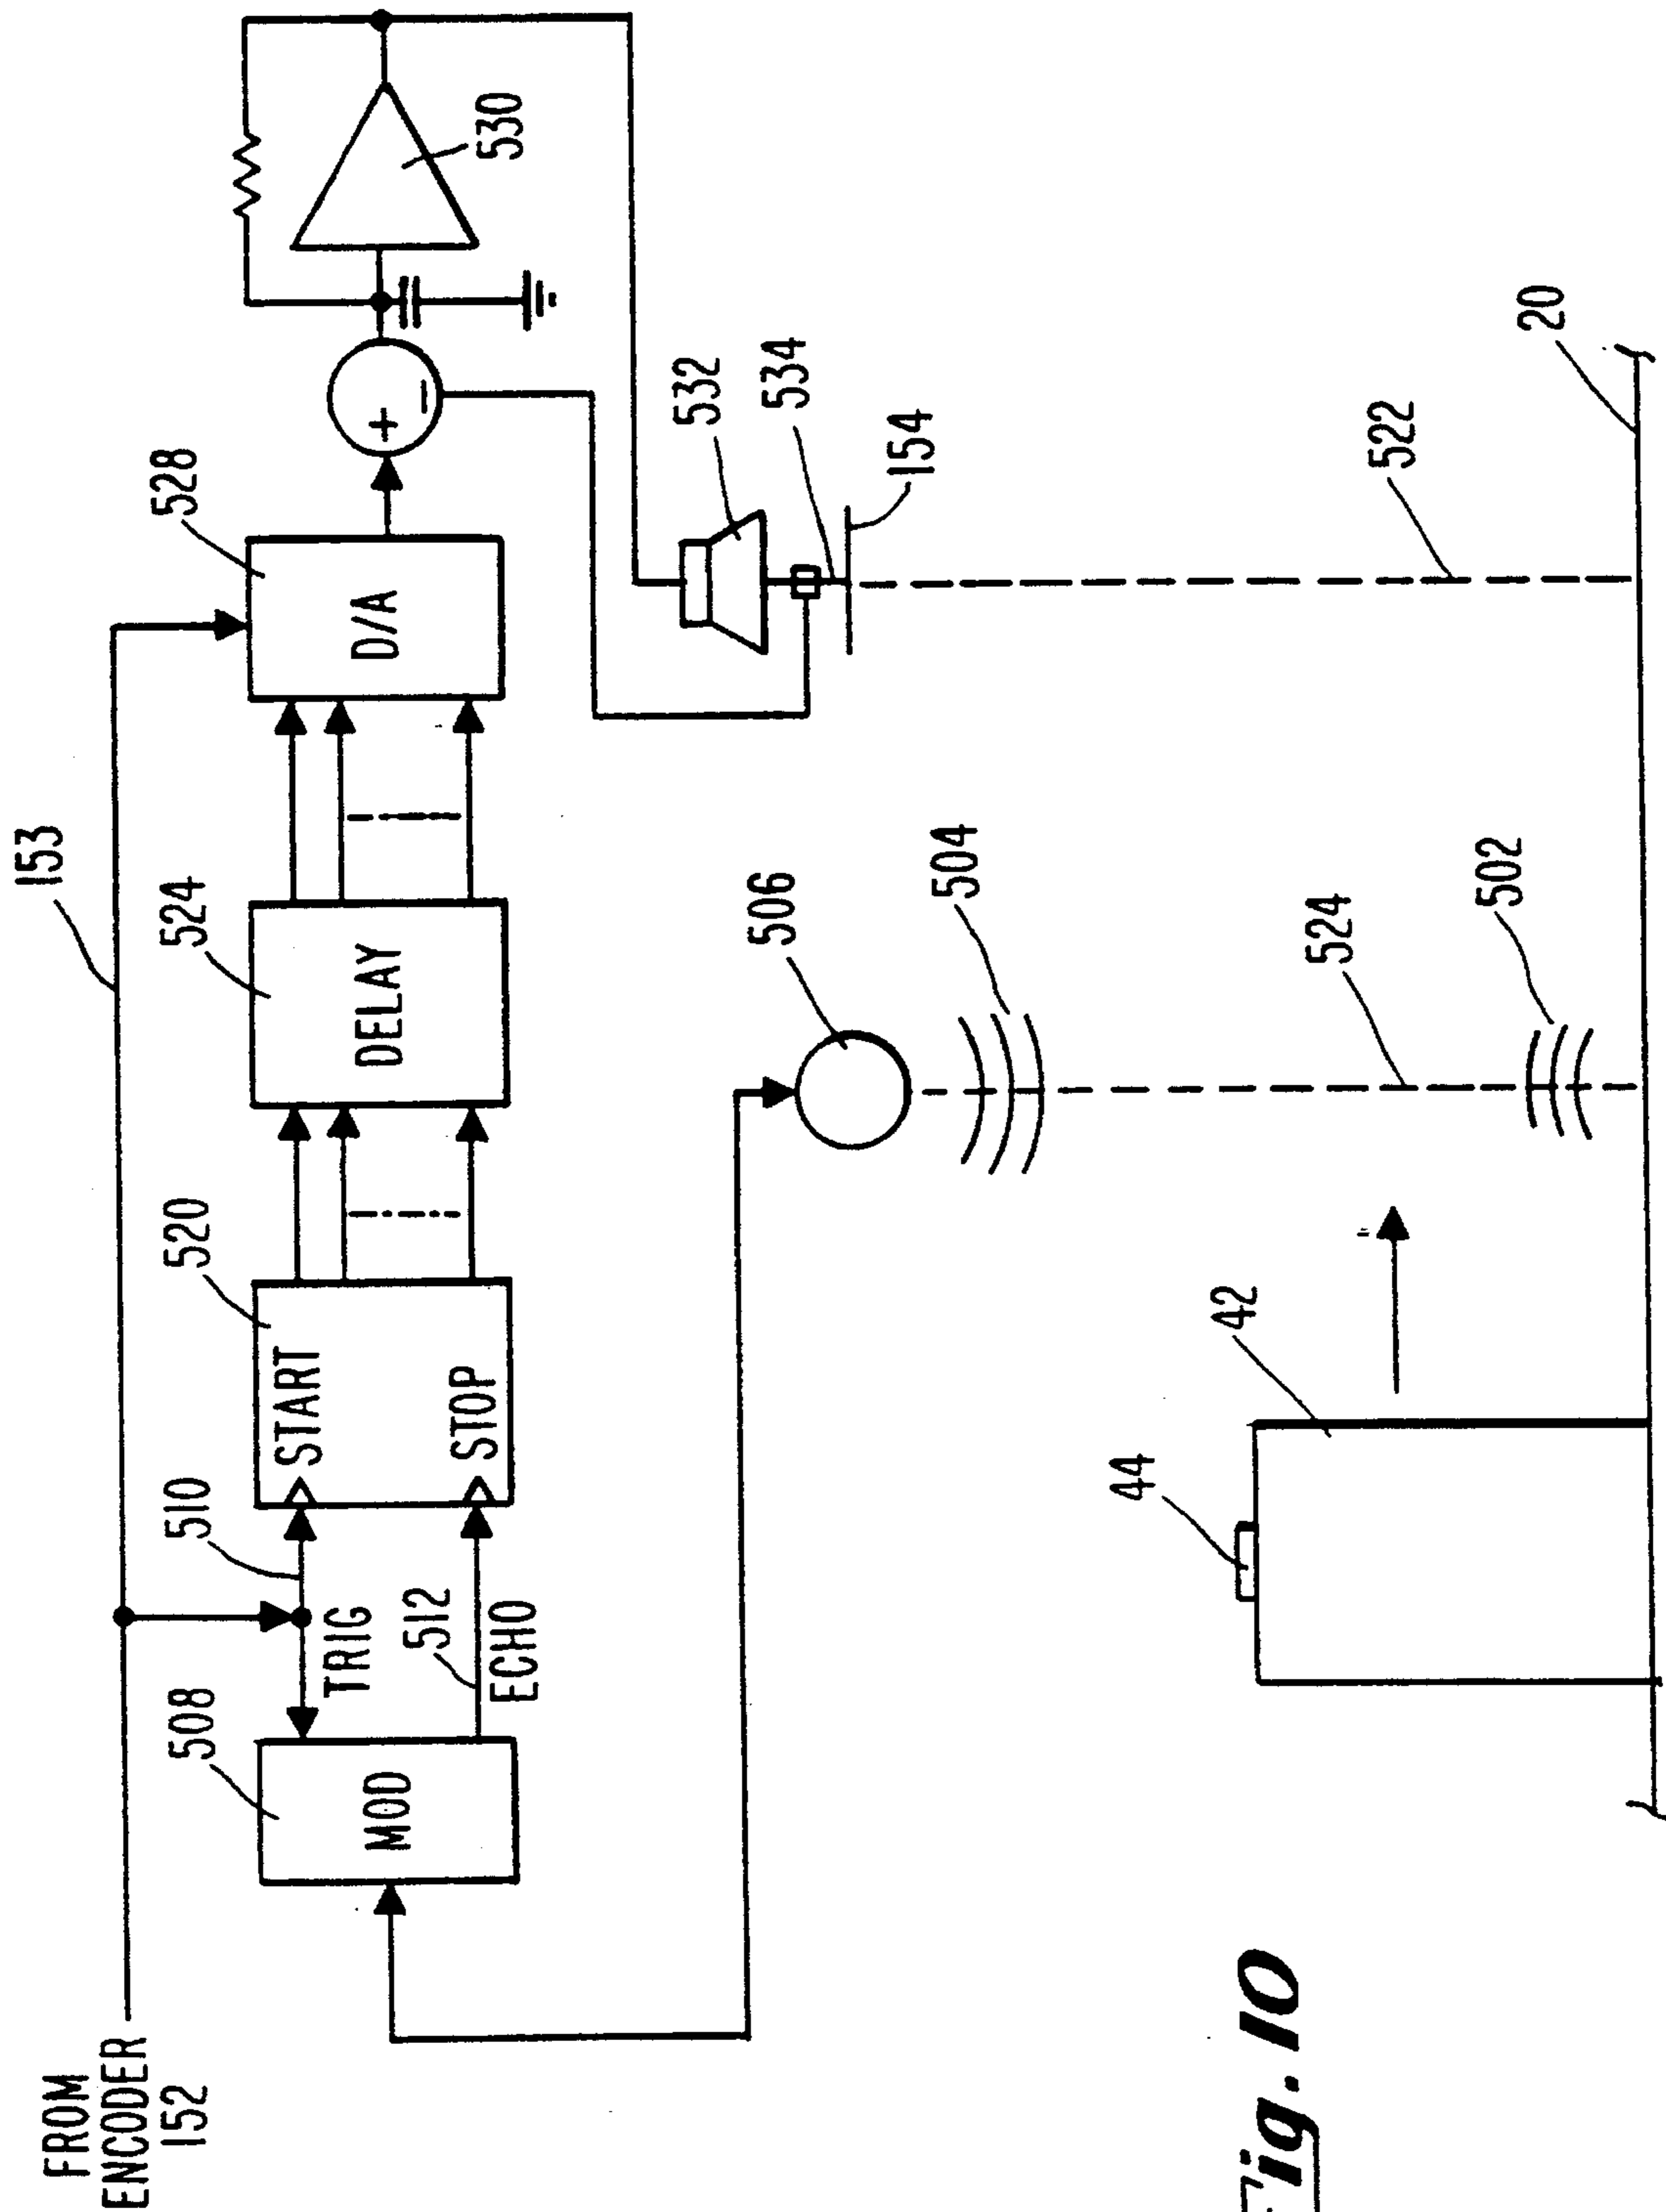 FROM
ENCODER
152
153
508
MOD
TRIG
510
512
ECHO
520
START
STOP
524
DELAY
528
D/A
+
−
530
532
534
154
506
504
524
502
522
20
44
42
Fig. 10